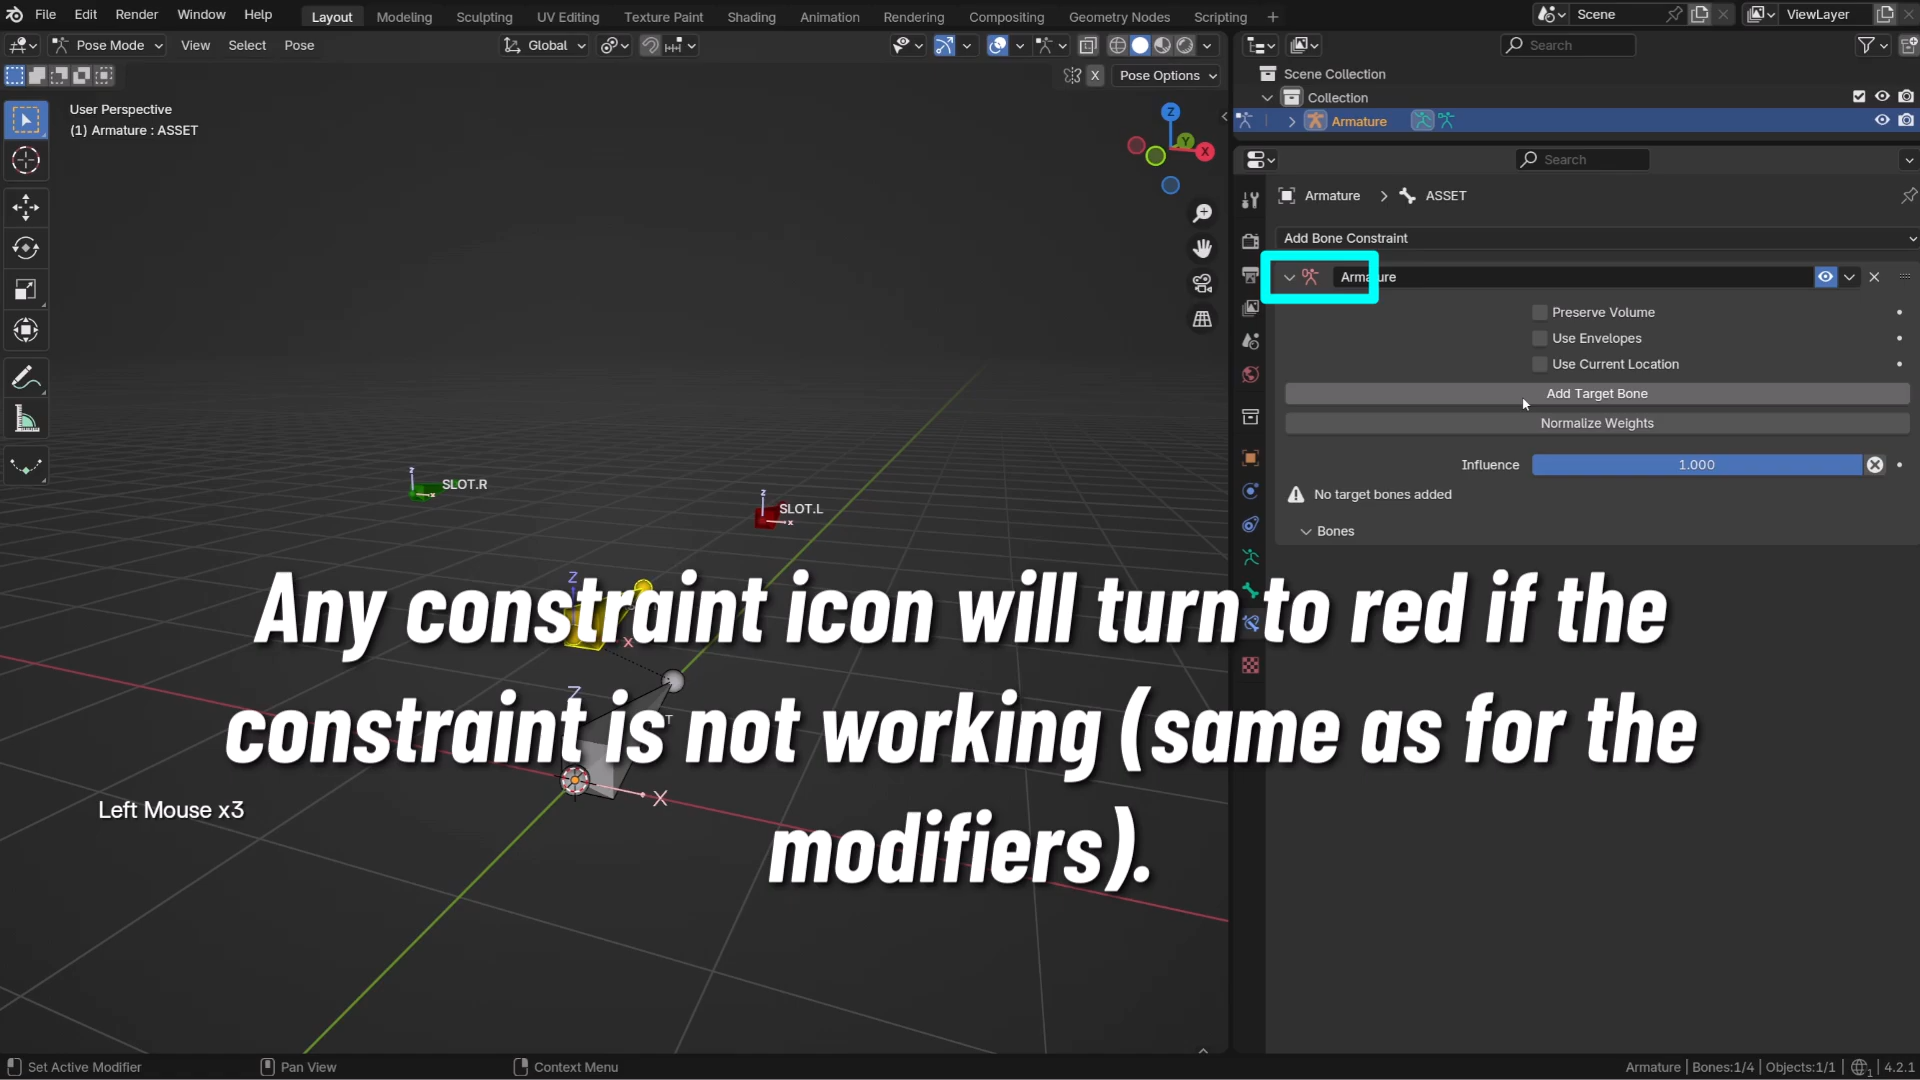 File Edit Render Window Help Layout Modeling Sculpting UV Editing Texture Paint Shading Animation Rendering Compositing Geometry Nodes Scripting + Scene ViewLayer
Pose Mode View Select Pose Global Search
X Pose Options
Scene Collection
Collection
Armature
User Perspective
(1) Armature : ASSET
Z
Y
X
Search
Armature > ASSET
Add Bone Constraint
Armature
Preserve Volume
Use Envelopes
Use Current Location
Add Target Bone
Normalize Weights
Influence 1.000
No target bones added
Bones
z
SLOT.R
x
z
SLOT.L
x
Z
X
Z
X
Any constraint icon will turn to red if the
constraint is not working (same as for the
modifiers).
Left Mouse x3
Set Active Modifier Pan View Context Menu Armature | Bones:1/4 | Objects:1/1 | 4.2.1